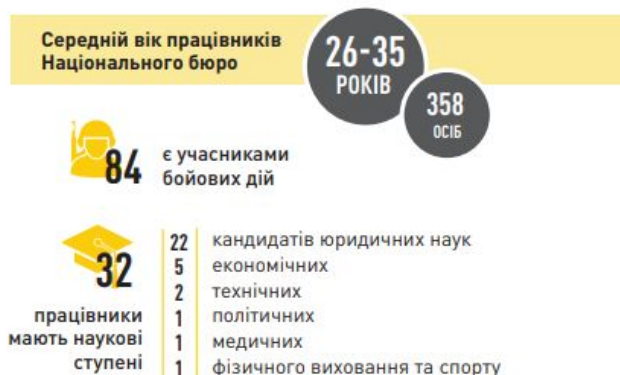 Середній вік працівників
Національного бюро
26-35
РОКІВ
358
ОСІБ
84
є учасниками
бойових дій
32
працівники
мають наукові
ступені
22 кандидатів юридичних наук
5 економічних
2 технічних
1 політичних
1 медичних
1 фізичного виховання та спорту